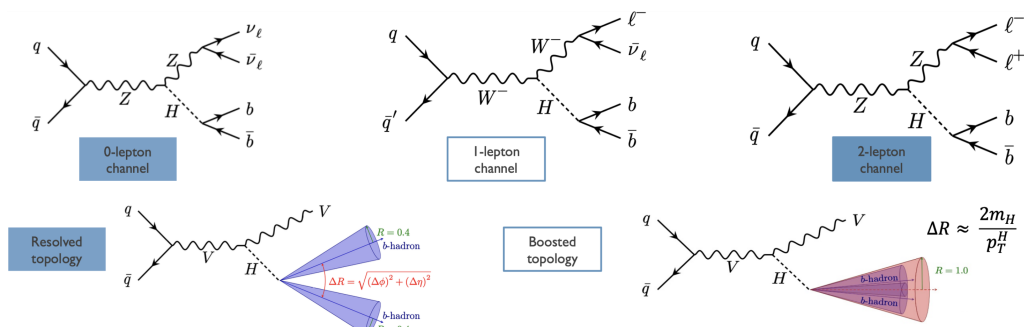 q
q̄
Z
Z
H
ν_ℓ
ν̄_ℓ
b
b̄
0-lepton
channel
q
q̄′
W⁻
W⁻
H
ℓ⁻
ν̄_ℓ
b
b̄
1-lepton
channel
q
q̄
Z
Z
H
ℓ⁻
ℓ⁺
b
b̄
2-lepton
channel
Resolved
topology
q
q̄
V
V
H
R = 0.4
b-hadron
ΔR = √(Δφ)² + (Δη)²
b-hadron
Boosted
topology
q
q̄
V
V
H
b-hadron
b-hadron
R = 1.0
ΔR ≈ 2m_H / p_T^H